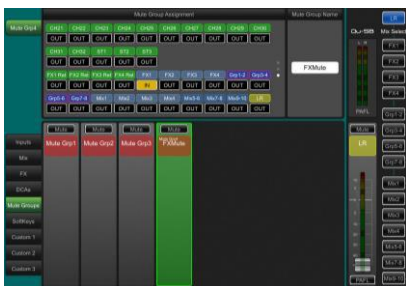 Mute Group Assignment
Mute Group Name
LR
Mute Grp4
CH21 CH22 CH23 CH24 CH25 CH26 CH27 CH28 CH29 CH30
QU-SB
Mix Select
OUT OUT OUT OUT OUT OUT OUT OUT OUT OUT
L R
FX1
CH31 CH32 ST1 ST2 ST3
OUT OUT OUT OUT OUT
FX2
FXMute
FX1 Ret FX2 Ret FX3 Ret FX4 Ret FX1 FX2 FX3 FX4 Grp1-2 Grp3-4
FX3
OUT OUT OUT OUT IN OUT OUT OUT OUT OUT
FX4
Grp5-6 Grp7-8 Mix1 Mix2 Mix3 Mix4 Mix5-6 Mix7-8 Mix9-10 LR
OUT OUT OUT OUT OUT OUT OUT OUT OUT OUT
PAFL
Grp1-2
Mute Mute Mute Mute
Mute
Grp3-4
Inputs
Mute Grp1 Mute Grp2 Mute Grp3 FXMute
LR
Grp5-6
Mix
Grp7-8
FX
DCAs
Mix1
Mute Groups
Mix2
SoftKeys
Mix3
Custom 1
Mix4
Custom 2
Mix5-6
Custom 3
Mix7-8
PAFL
Mix9-10